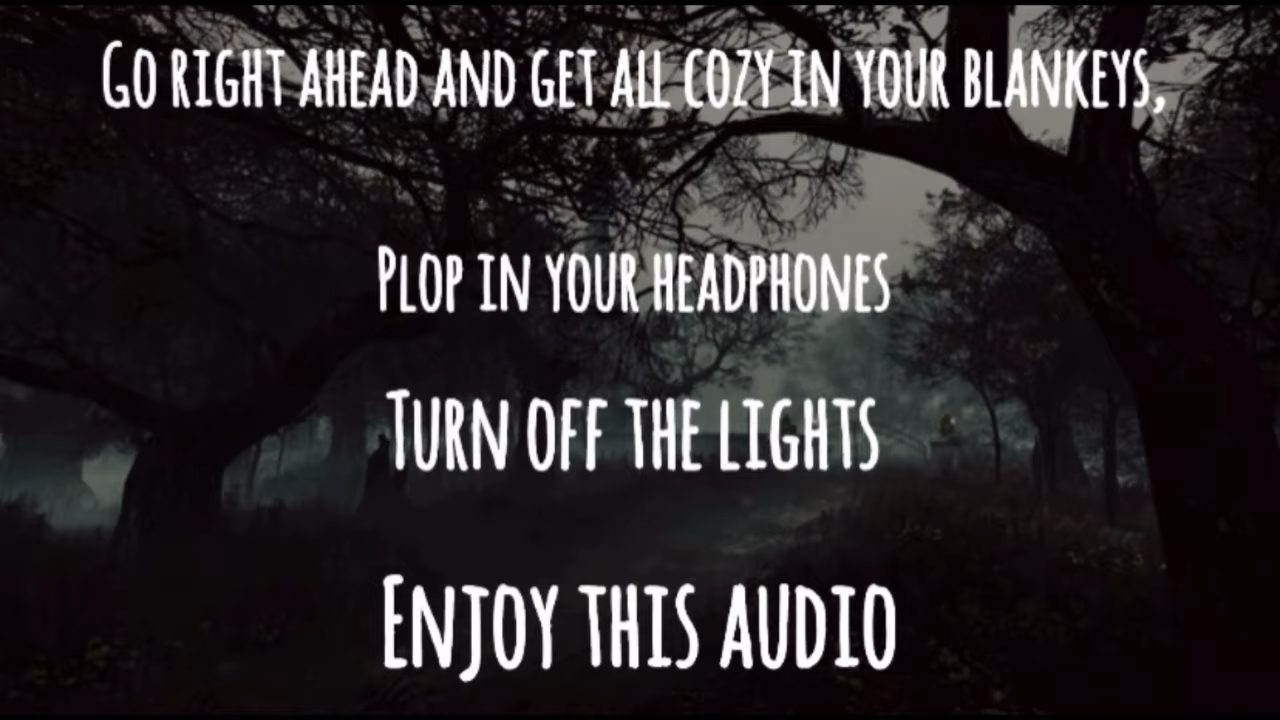 Go right ahead and get all cozy in your blankeys,
Plop in your headphones
Turn off the lights
Enjoy this audio